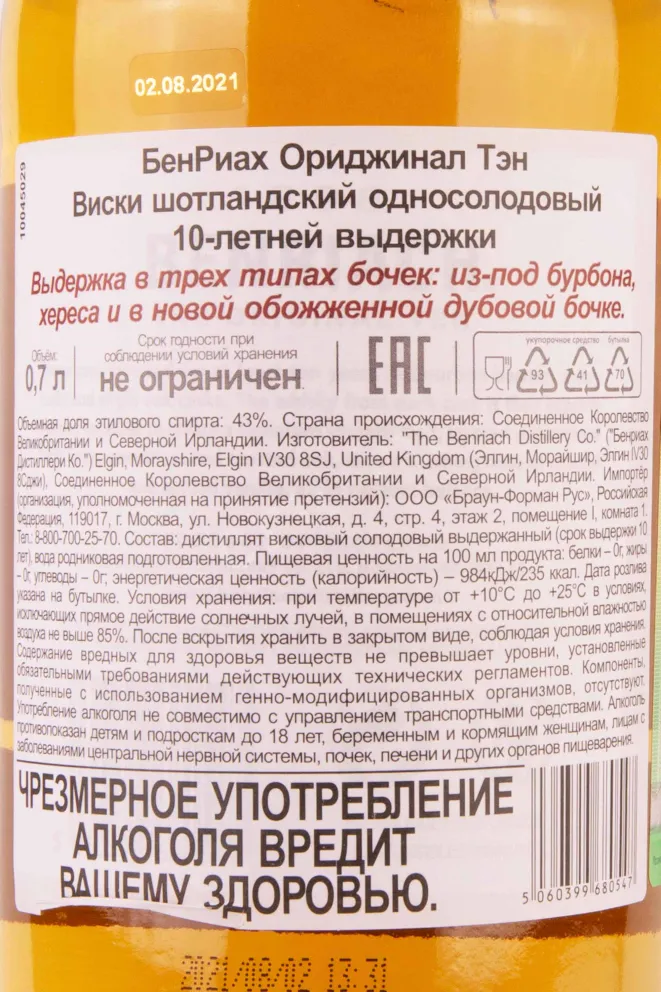 02.08.2021
10045029
БенРиах Ориджинал Тэн
Виски шотландский односолодовый
10-летней выдержки
Выдержка в трех типах бочек: из-под бурбона,
хереса и в новой обожженной дубовой бочке.
Объем:
0,7 л
Срок годности при
соблюдении условий хранения
не ограничен
ЕАС
укупорочное средство бутылка
93 41 70
Объемная доля этилового спирта: 43%. Страна происхождения: Соединенное Королевство
Великобритании и Северной Ирландии. Изготовитель: "The Benriach Distillery Co." ("Бенриах
Дистиллери Ко.") Elgin, Morayshire, Elgin IV30 8SJ, United Kingdom (Элгин, Морайшир, Элгин IV30
8Сджи), Соединенное Королевство Великобритании и Северной Ирландии. Импортёр
(организация, уполномоченная на принятие претензий): ООО «Браун-Форман Рус», Российская
Федерация, 119017, г. Москва, ул. Новокузнецкая, д. 4, стр. 4, этаж 2, помещение I, комната 1.
Тел.: 8-800-700-25-70. Состав: дистиллят висковый солодовый выдержанный (срок выдержки 10
лет), вода родниковая подготовленная. Пищевая ценность на 100 мл продукта: белки – 0г, жиры
– 0г, углеводы – 0г; энергетическая ценность (калорийность) – 984кДж/235 ккал. Дата розлива
указана на бутылке. Условия хранения: при температуре от +10°С до +25°С в условиях,
исключающих прямое действие солнечных лучей, в помещениях с относительной влажностью
воздуха не выше 85%. После вскрытия хранить в закрытом виде, соблюдая условия хранения.
Содержание вредных для здоровья веществ не превышает уровни, установленные
обязательными требованиями действующих технических регламентов. Компоненты,
полученные с использованием генно-модифицированных организмов, отсутствуют.
Употребление алкоголя не совместимо с управлением транспортными средствами. Алкоголь
противопоказан детям и подросткам до 18 лет, беременным и кормящим женщинам, лицам с
заболеваниями центральной нервной системы, почек, печени и других органов пищеварения.
ЧРЕЗМЕРНОЕ УПОТРЕБЛЕНИЕ
АЛКОГОЛЯ ВРЕДИТ
ВАШЕМУ ЗДОРОВЬЮ.
5 060399 680547
2021/08/02 13:31